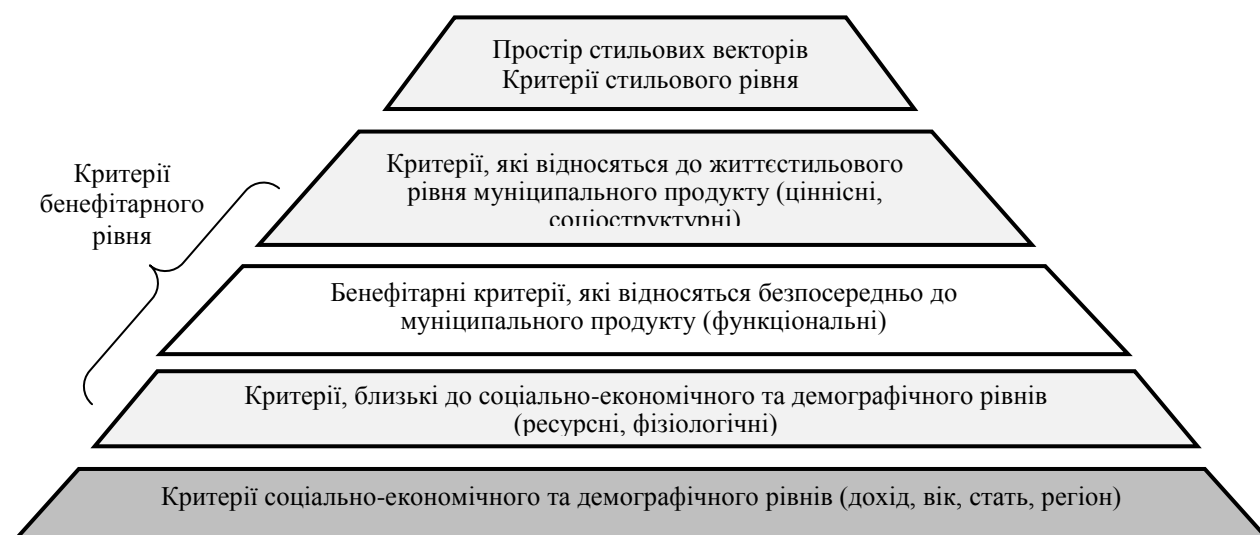 Простір стильових векторів
Критерії стильового рівня
Критерії, які відносяться до життєстильового
рівня муніципального продукту (ціннісні,
соціоструктурні)
Критерії
бенефітарного
рівня
Бенефітарні критерії, які відносяться безпосередньо до
муніципального продукту (функціональні)
Критерії, близькі до соціально-економічного та демографічного рівнів
(ресурсні, фізіологічні)
Критерії соціально-економічного та демографічного рівнів (дохід, вік, стать, регіон)